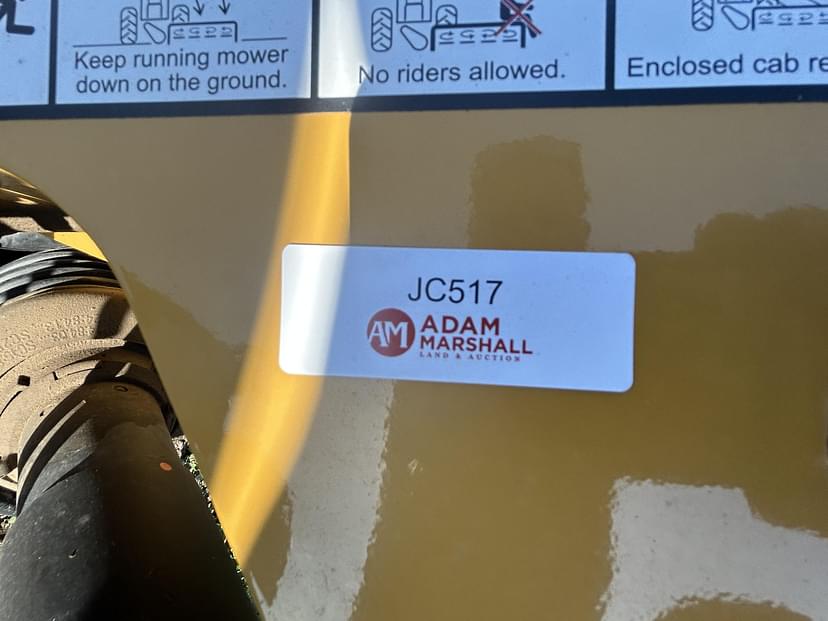 Keep running mower
down on the ground.
No riders allowed.
Enclosed cab re
JC517
AM
ADAM
MARSHALL
LAND & AUCTION